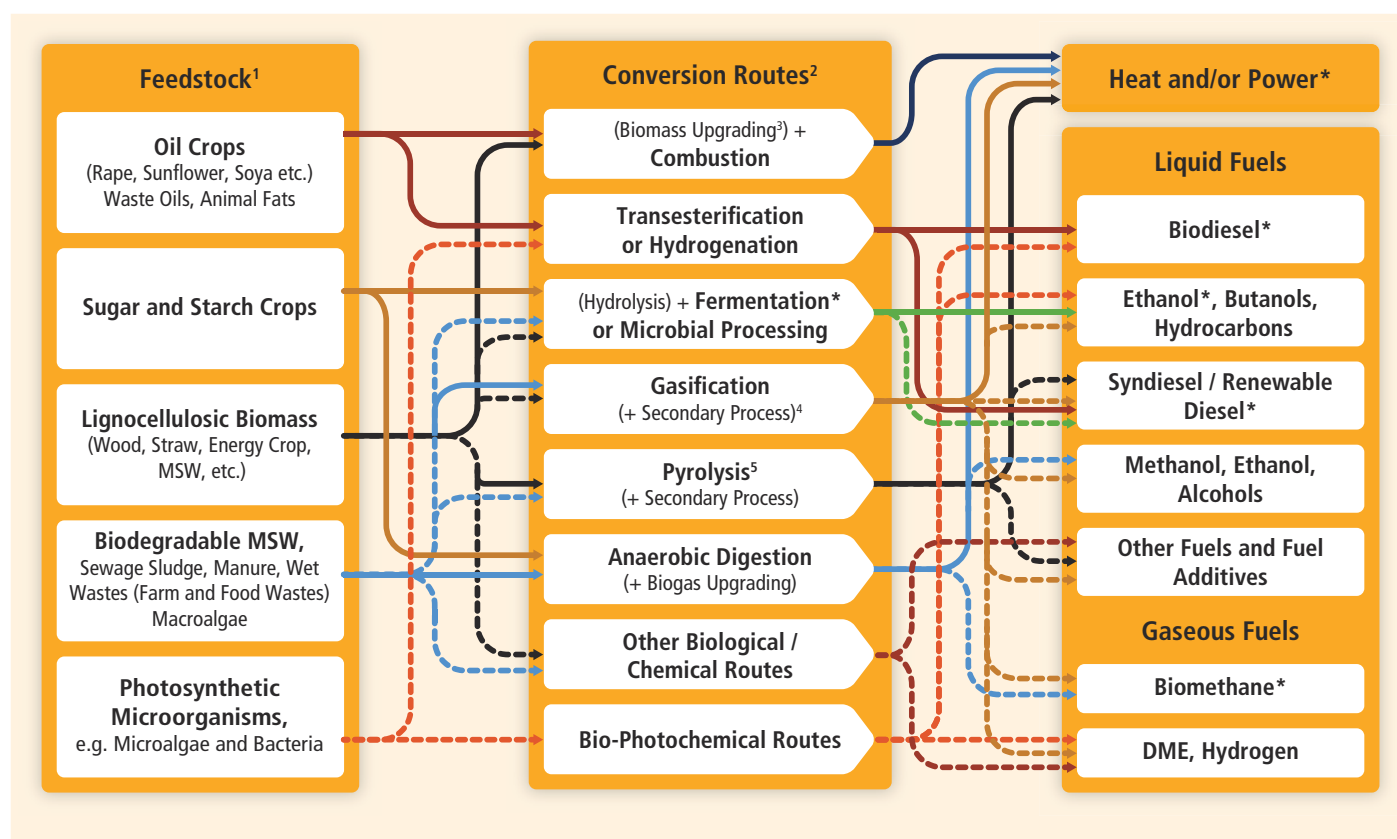 Feedstock¹
Oil Crops
(Rape, Sunflower, Soya etc.)
Waste Oils, Animal Fats
Sugar and Starch Crops
Lignocellulosic Biomass
(Wood, Straw, Energy Crop,
MSW, etc.)
Biodegradable MSW,
Sewage Sludge, Manure, Wet
Wastes (Farm and Food Wastes)
Macroalgae
Photosynthetic
Microorganisms,
e.g. Microalgae and Bacteria
Conversion Routes²
(Biomass Upgrading³) +
Combustion
Transesterification
or Hydrogenation
(Hydrolysis) + Fermentation*
or Microbial Processing
Gasification
(+ Secondary Process)⁴
Pyrolysis⁵
(+ Secondary Process)
Anaerobic Digestion
(+ Biogas Upgrading)
Other Biological /
Chemical Routes
Bio-Photochemical Routes
Heat and/or Power*
Liquid Fuels
Biodiesel*
Ethanol*, Butanols,
Hydrocarbons
Syndiesel / Renewable
Diesel*
Methanol, Ethanol,
Alcohols
Other Fuels and Fuel
Additives
Gaseous Fuels
Biomethane*
DME, Hydrogen